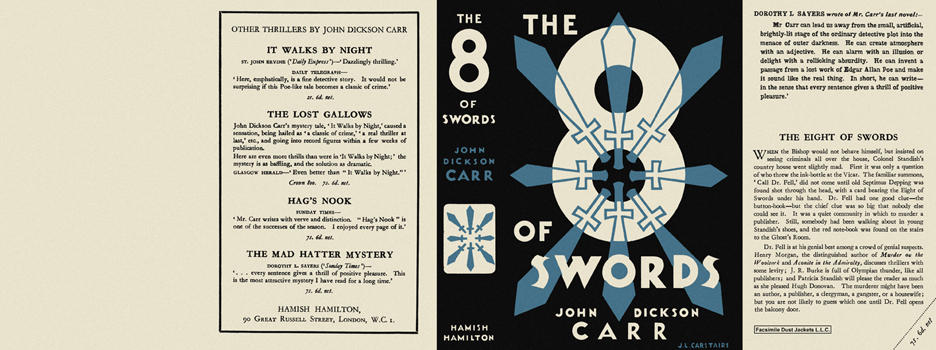 OTHER THRILLERS BY JOHN DICKSON CARR
IT WALKS BY NIGHT
ST. JOHN ERVINE ('Daily Express')—'Dazzlingly thrilling.'
DAILY TELEGRAPH—
'Here, emphatically, is a fine detective story. It would not be
surprising if this Poe-like tale becomes a classic of crime.'
2s. 6d. net.
THE LOST GALLOWS
John Dickson Carr's mystery tale, 'It Walks by Night,' caused a
sensation, being hailed as 'a classic of crime,' 'a real thriller at
last,' etc., and going into record figures within a few weeks of
publication.
Here are even more thrills than were in 'It Walks by Night;' the
mystery is as baffling, and the solution as dramatic.
GLASGOW HERALD—'Even better than "It Walks by Night."'
Crown 8vo. 7s. 6d. net.
HAG'S NOOK
SUNDAY TIMES—
'Mr. Carr writes with verve and distinction. "Hag's Nook" is
one of the successes of the season. I enjoyed every page of it.'
7s. 6d. net.
THE MAD HATTER MYSTERY
DOROTHY L. SAYERS ('Sunday Times')—
'. . . every sentence gives a thrill of positive pleasure. This
is the most attractive mystery I have read for a long time.'
7s. 6d. net.
HAMISH HAMILTON,
90 GREAT RUSSELL STREET, LONDON, W.C. 1.
THE
8
OF
SWORDS
JOHN
DICKSON
CARR
HAMISH
HAMILTON
THE
8
OF
SWORDS
JOHN DICKSON
CARR
DOROTHY L. SAYERS wrote of Mr. Carr's last novel:—
Mr Carr can lead us away from the small, artificial,
brightly-lit stage of the ordinary detective plot into the
menace of outer darkness. He can create atmosphere
with an adjective. He can alarm with an illusion or
delight with a rollicking absurdity. He can invent a
passage from a lost work of Edgar Allan Poe and make
it sound like the real thing. In short, he can write—
in the sense that every sentence gives a thrill of positive
pleasure.'
THE EIGHT OF SWORDS
WHEN the Bishop would not behave himself, but insisted on
seeing criminals all over the house, Colonel Standish's
country house went slightly mad. First it was only a question
of who threw the ink-bottle at the Vicar. The familiar summons,
'Call Dr. Fell,' did not come until old Septimus Depping was
found shot through the head, with a card bearing the Eight of
Swords under his hand. Dr. Fell had one good clue—the
button-hook—but the chief clue was so big that nobody else
could see it. It was a quiet community in which to murder a
publisher. Still, somebody had been walking about in young
Standish's shoes, and the red note-book was found on the stairs
to the Ghost's Room.
Dr. Fell is at his genial best among a crowd of genial suspects.
Henry Morgan, the distinguished author of Murder on the
Woolsack and Aconite in the Admiralty, discusses thrillers with
some levity; J. R. Burke is full of Olympian thunder, like all
publishers; and Patricia Standish will please the reader as much
as she pleased Hugh Donovan. The murderer might have been
an author, a publisher, a clergyman, a gangster, or a housewife;
but you are not likely to guess which one until Dr. Fell opens
the balcony door.
Facsimile Dust Jackets L.L.C.
7s. 6d. net